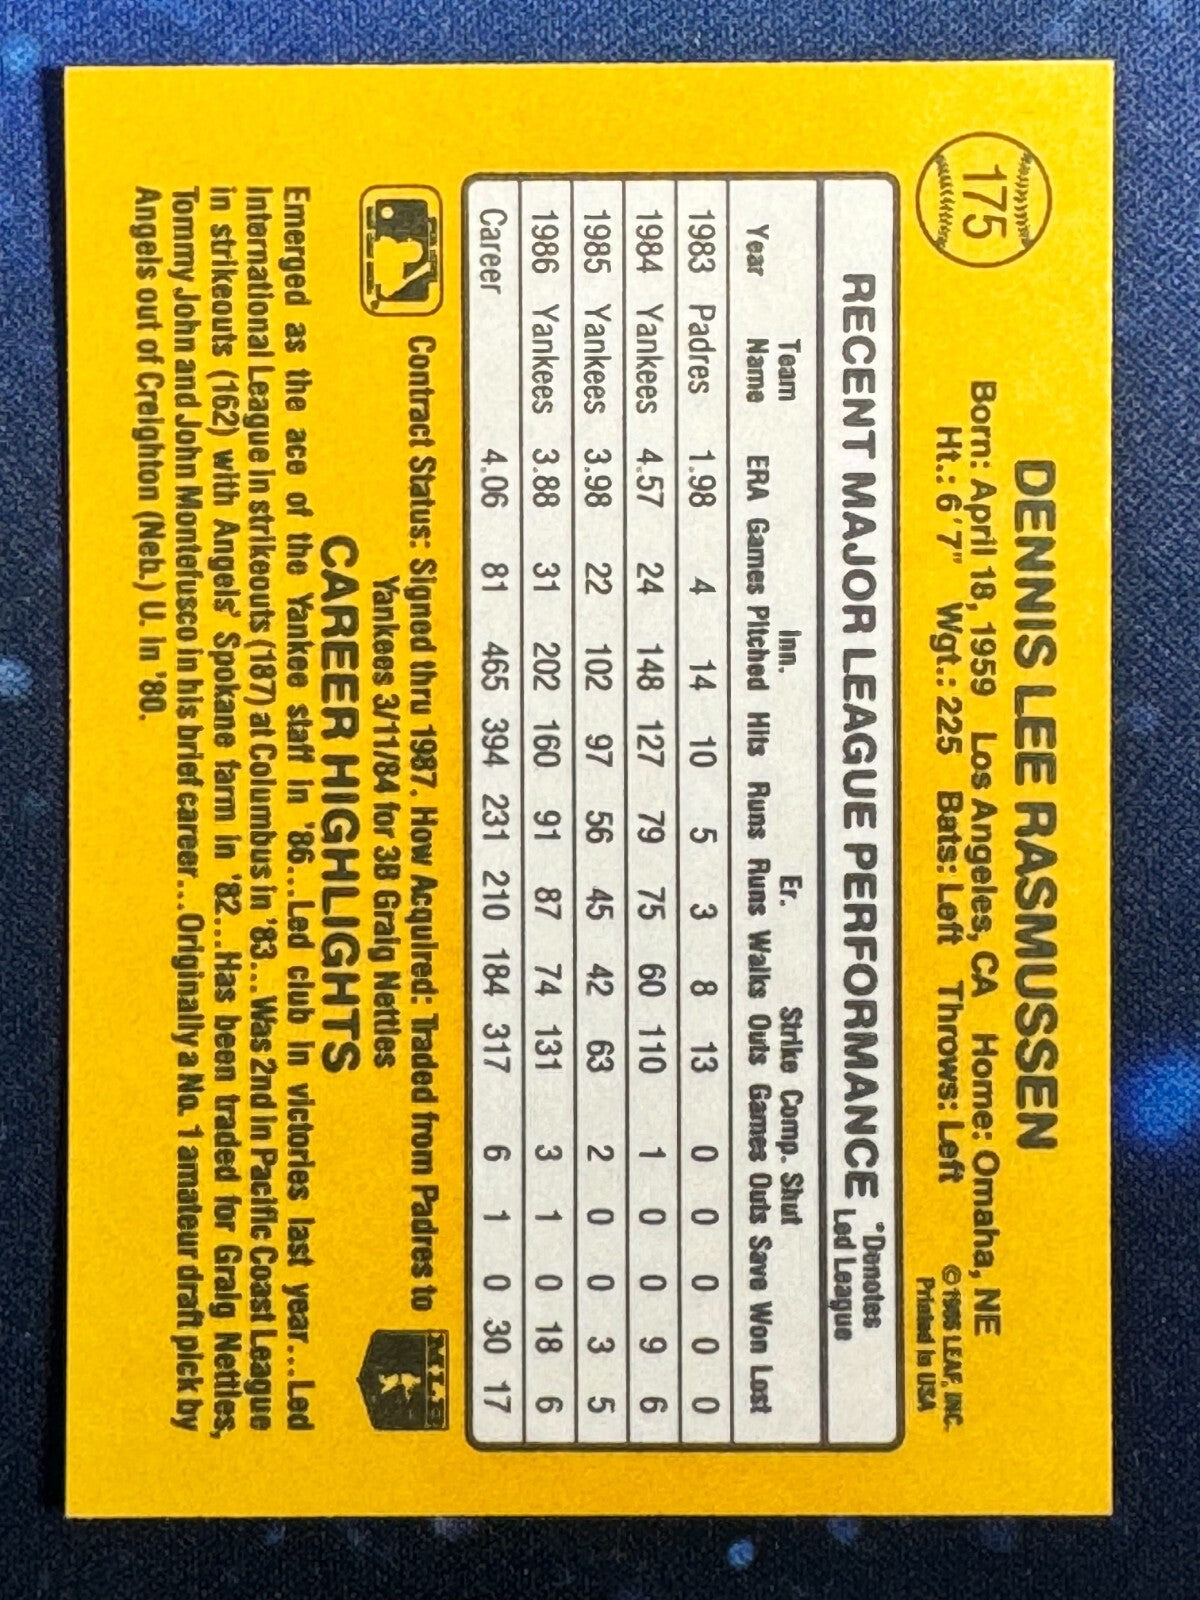 175
DENNIS LEE RASMUSSEN
Born: April 18, 1959 Los Angeles, CA Home: Omaha, NE
Ht.: 6'7" Wgt.: 225 Bats: Left Throws: Left
© 1986 LEAF, INC.
Printed in USA
RECENT MAJOR LEAGUE PERFORMANCE *Denotes Led League
Team Inn. Er. Strike Comp. Shut
Year Name ERA Games Pitched Hits Runs Runs Walks Outs Games Outs Save Won Lost
1983 Padres 1.98 4 14 10 5 3 8 13 0 0 0 0 0
1984 Yankees 4.57 24 148 127 79 75 60 110 1 0 0 9 6
1985 Yankees 3.98 22 102 97 56 45 42 63 2 0 0 3 5
1986 Yankees 3.88 31 202 160 91 87 74 131 3 1 0 18 6
Career 4.06 81 465 394 231 210 184 317 6 1 0 30 17
Contract Status: Signed thru 1987. How Acquired: Traded from Padres to
Yankees 3/11/84 for 3B Graig Nettles
MLB
CAREER HIGHLIGHTS
Emerged as the ace of the Yankee staff in '86...Led club in victories last year...Led
International League in strikeouts (187) at Columbus in '83...Was 2nd in Pacific Coast League
in strikeouts (162) with Angels' Spokane farm in '82...Has been traded for Graig Nettles,
Tommy John and John Montefusco in his brief career...Originally a No. 1 amateur draft pick by
Angels out of Creighton (Neb.) U. in '80.